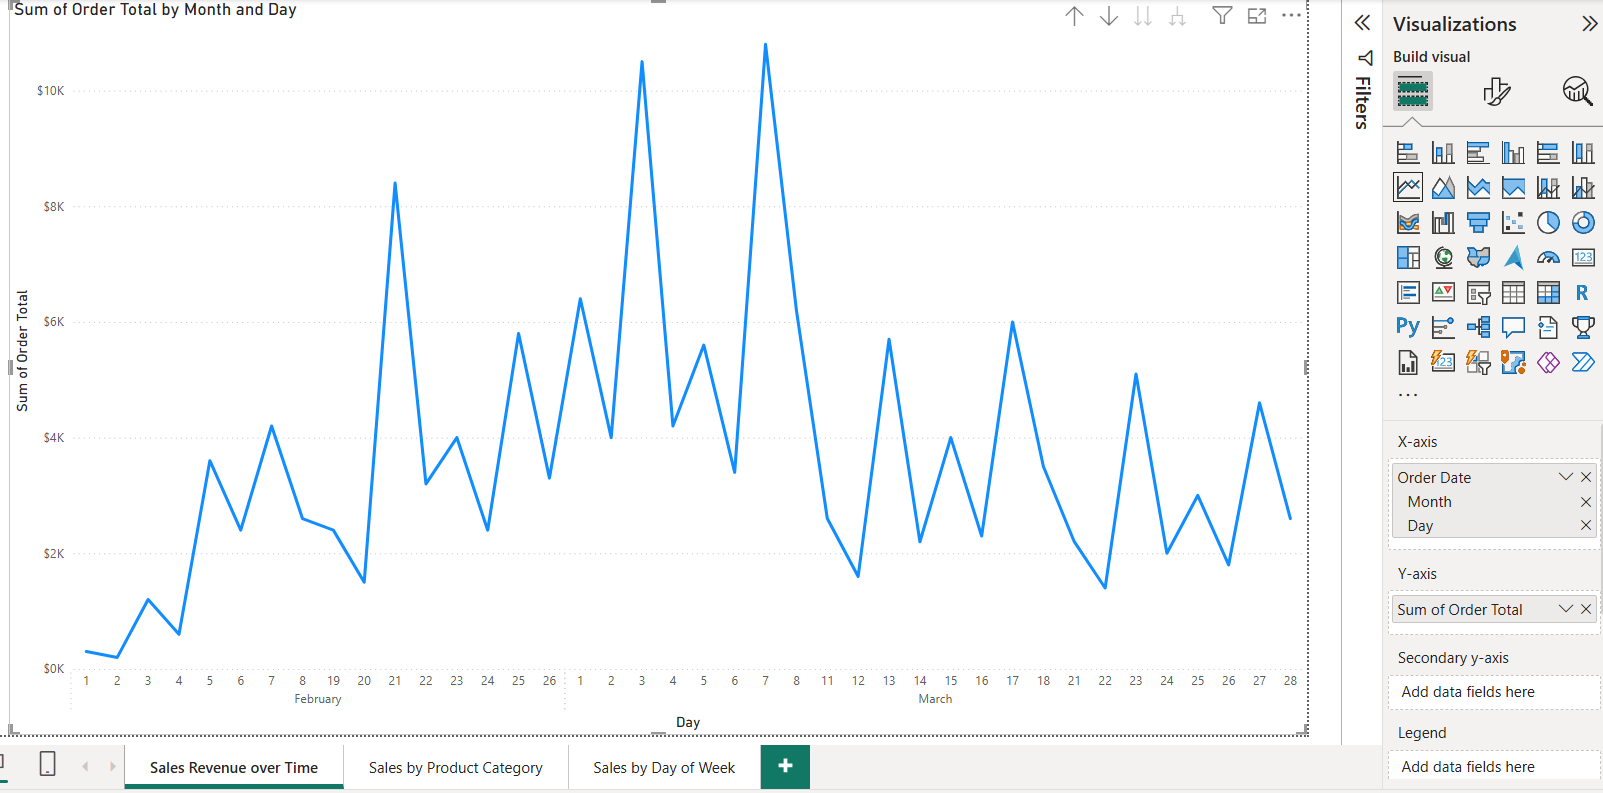 Sum of Order Total by Month and Day
Sum of Order Total
$10K
$8K
$6K
$4K
$2K
$0K
1 2 3 4 5 6 7 8 19 20 21 22 23 24 25 26 1 2 3 4 5 6 7 8 11 12 13 14 15 16 17 18 21 22 23 24 25 26 27 28
February March
Day
Filters
Visualizations
Build visual
123
R
Py
123
...
X-axis
Order Date
Month
Day
Y-axis
Sum of Order Total
Secondary y-axis
Add data fields here
Legend
Add data fields here
Sales Revenue over Time
Sales by Product Category
Sales by Day of Week
+